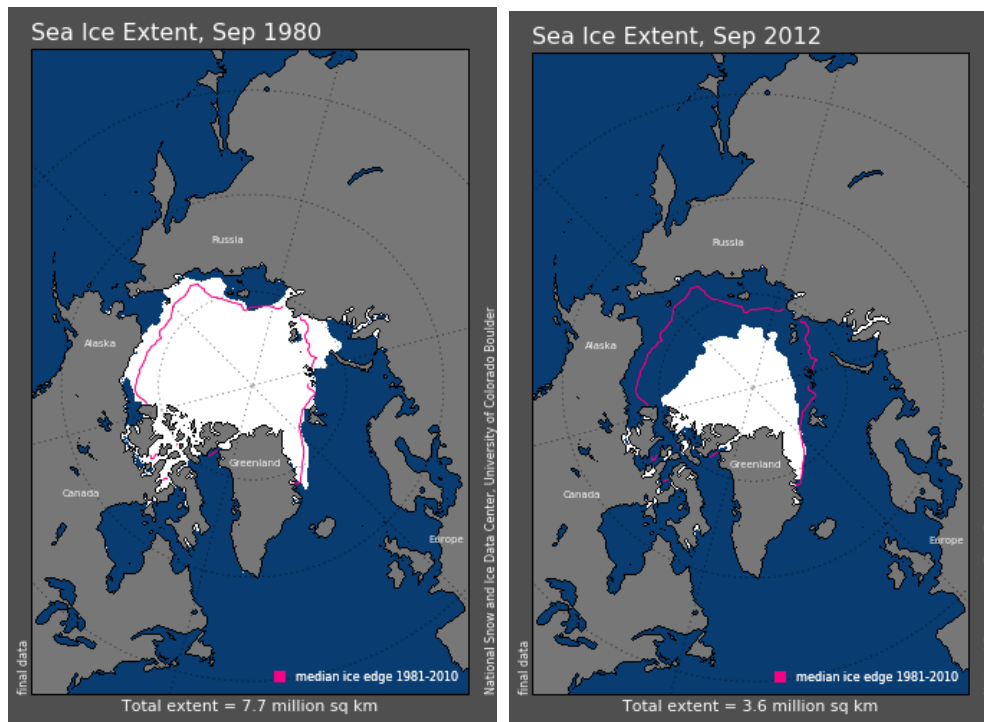 Sea Ice Extent, Sep 1980
Russia
Alaska
Greenland
Canada
Europe
final data
median ice edge 1981-2010
Total extent = 7.7 million sq km
National Snow and Ice Data Center, University of Colorado Boulder
Sea Ice Extent, Sep 2012
Russia
Alaska
Greenland
Canada
Europe
final data
median ice edge 1981-2010
Total extent = 3.6 million sq km